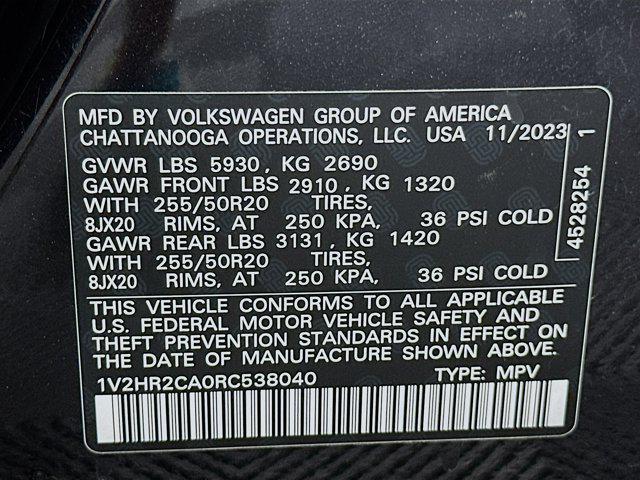 MFD BY VOLKSWAGEN GROUP OF AMERICA
CHATTANOOGA OPERATIONS, LLC. USA 11/2023
GVWR LBS 5930, KG 2690
GAWR FRONT LBS 2910, KG 1320
WITH 255/50R20 TIRES,
8JX20 RIMS, AT 250 KPA, 36 PSI COLD
GAWR REAR LBS 3131, KG 1420
WITH 255/50R20 TIRES,
8JX20 RIMS, AT 250 KPA, 36 PSI COLD
THIS VEHICLE CONFORMS TO ALL APPLICABLE
U.S. FEDERAL MOTOR VEHICLE SAFETY AND
THEFT PREVENTION STANDARDS IN EFFECT ON
THE DATE OF MANUFACTURE SHOWN ABOVE.
1V2HR2CA0RC538040 TYPE: MPV
4528254 1